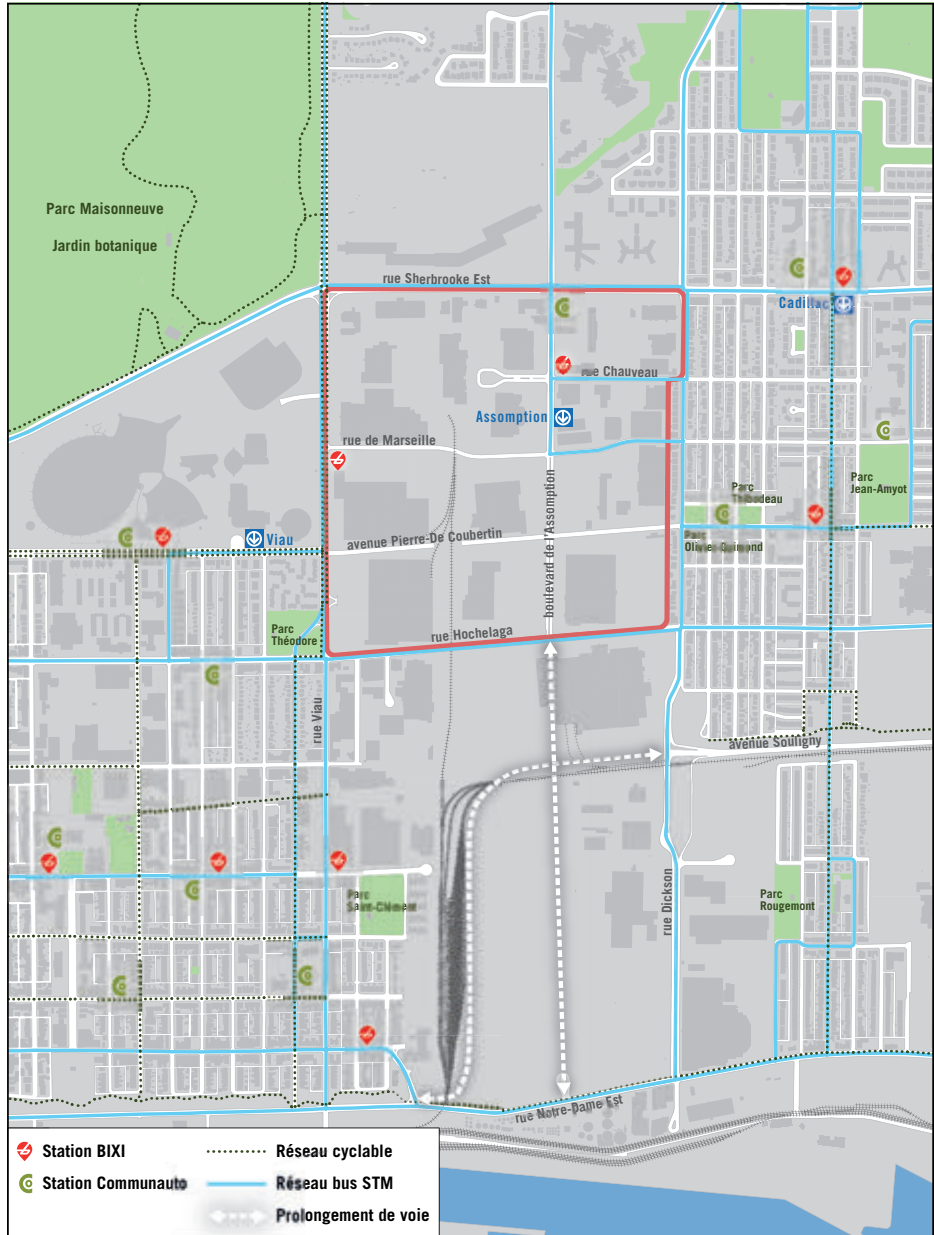 Parc Maisonneuve
Jardin botanique
rue Sherbrooke Est
Cadillac
rue Chauveau
Assomption
rue de Marseille
Parc
Jean-Amyot
Parc
Thibodeau
boulevard de l'Assomption
Viau
avenue Pierre-De Coubertin
Parc
Olivier-Guimond
Parc
Théodore
rue Hochelaga
rue Viau
avenue Souligny
Parc
Saint-Clément
rue Dickson
Parc
Rougemont
rue Notre-Dame Est
Station BIXI
Réseau cyclable
Station Communauto
Réseau bus STM
Prolongement de voie